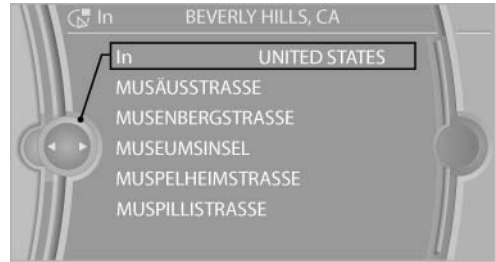 In BEVERLY HILLS, CA
In UNITED STATES
MUSÄUSSTRASSE
MUSENBERGSTRASSE
MUSEUMSINSEL
MUSPELHEIMSTRASSE
MUSPILLISTRASSE